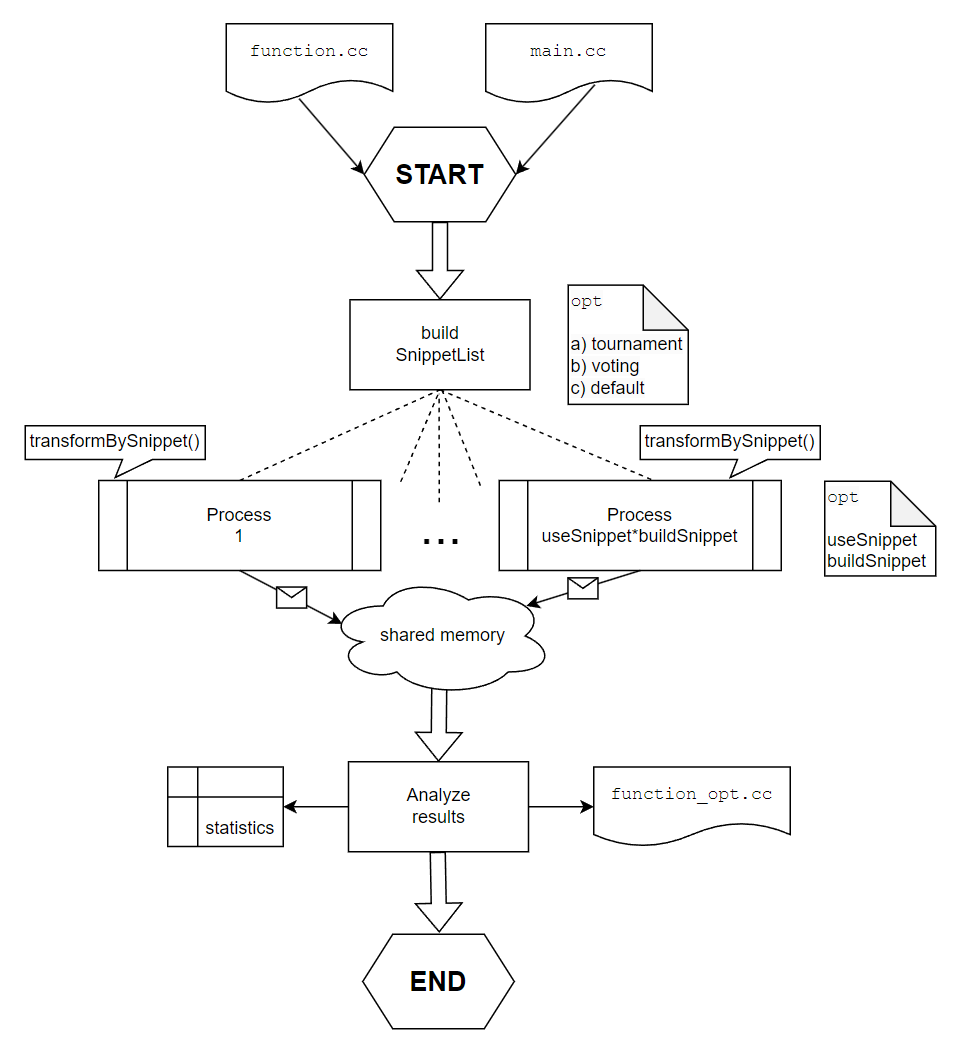 function.cc
main.cc
START
build
SnippetList
opt
a) tournament
b) voting
c) default
transformBySnippet()
transformBySnippet()
Process
1
...
Process
useSnippet*buildSnippet
opt
useSnippet
buildSnippet
shared memory
Analyze
results
statistics
function_opt.cc
END